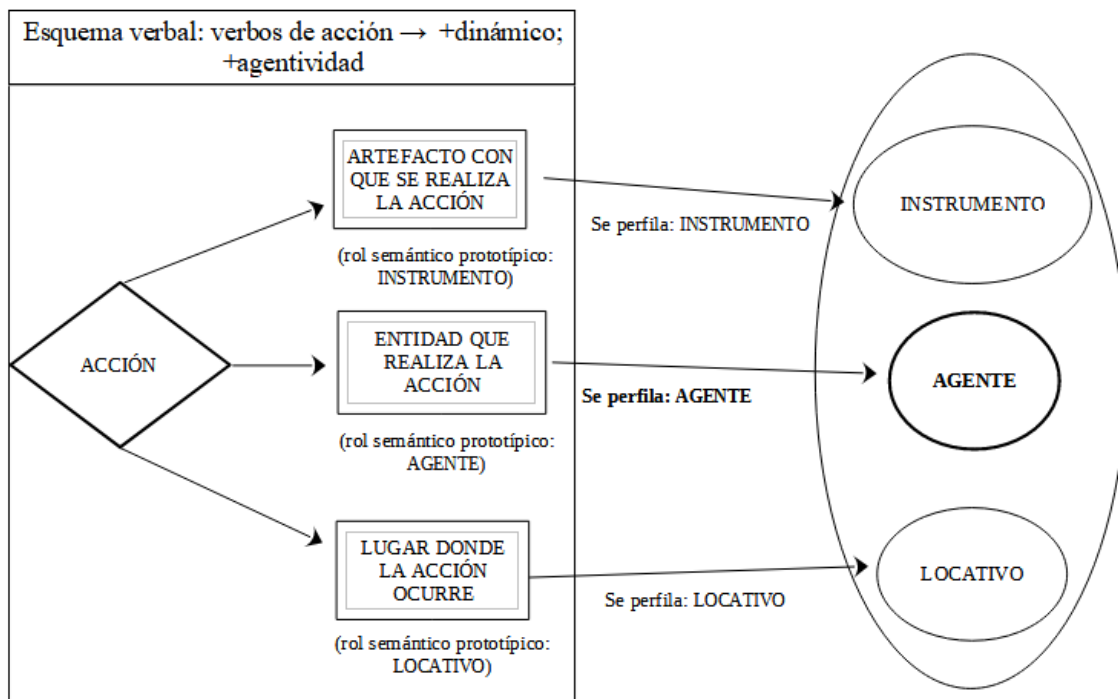 Esquema verbal: verbos de acción → +dinámico;
+agentividad
ARTEFACTO CON
QUE SE REALIZA
LA ACCIÓN
(rol semántico prototípico:
INSTRUMENTO)
Se perfila: INSTRUMENTO
INSTRUMENTO
ACCIÓN
ENTIDAD QUE
REALIZA LA
ACCIÓN
(rol semántico prototípico:
AGENTE)
Se perfila: AGENTE
AGENTE
LUGAR DONDE
LA ACCIÓN
OCURRE
(rol semántico prototípico:
LOCATIVO)
Se perfila: LOCATIVO
LOCATIVO